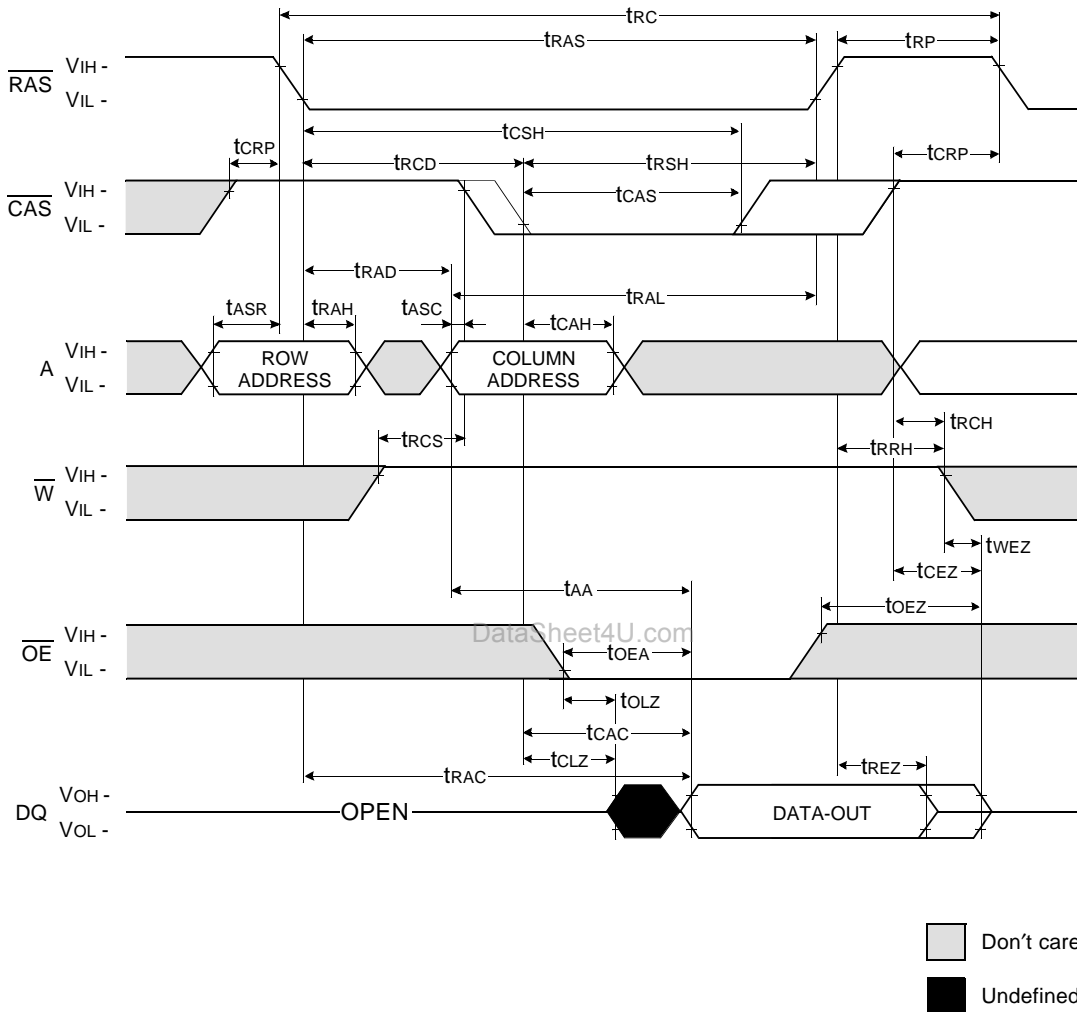 tRC
tRAS
tRP
RAS
VIH -
VIL -
tCSH
tCRP
tRCD
tRSH
tCRP
CAS
VIH -
VIL -
tCAS
tRAD
tRAL
tASR
tRAH
tASC
tCAH
A
VIH -
VIL -
ROW
ADDRESS
COLUMN
ADDRESS
tRCH
tRCS
tRRH
W
VIH -
VIL -
tWEZ
tCEZ
tAA
tOEZ
DataSheet4U.com
OE
VIH -
VIL -
tOEA
tOLZ
tCAC
tCLZ
tREZ
tRAC
DQ
VOH -
VOL -
OPEN
DATA-OUT
Don′t care
Undefined